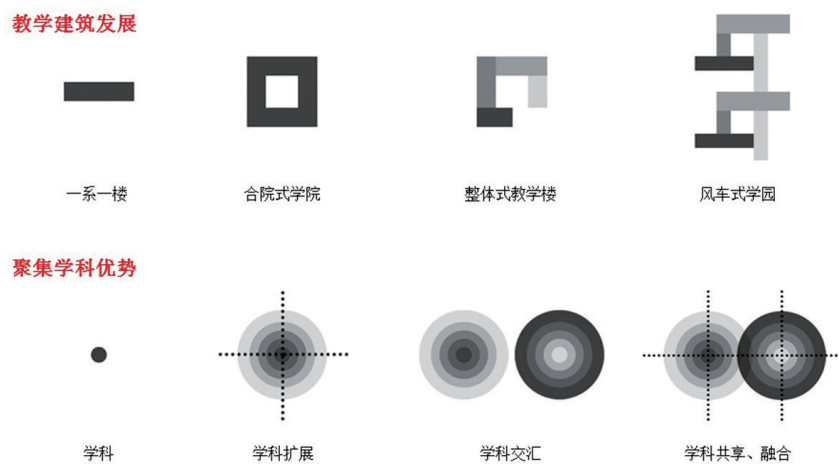 教学建筑发展
一系一楼
合院式学院
整体式教学楼
风车式学园
聚集学科优势
学科
学科扩展
学科交汇
学科共享、融合